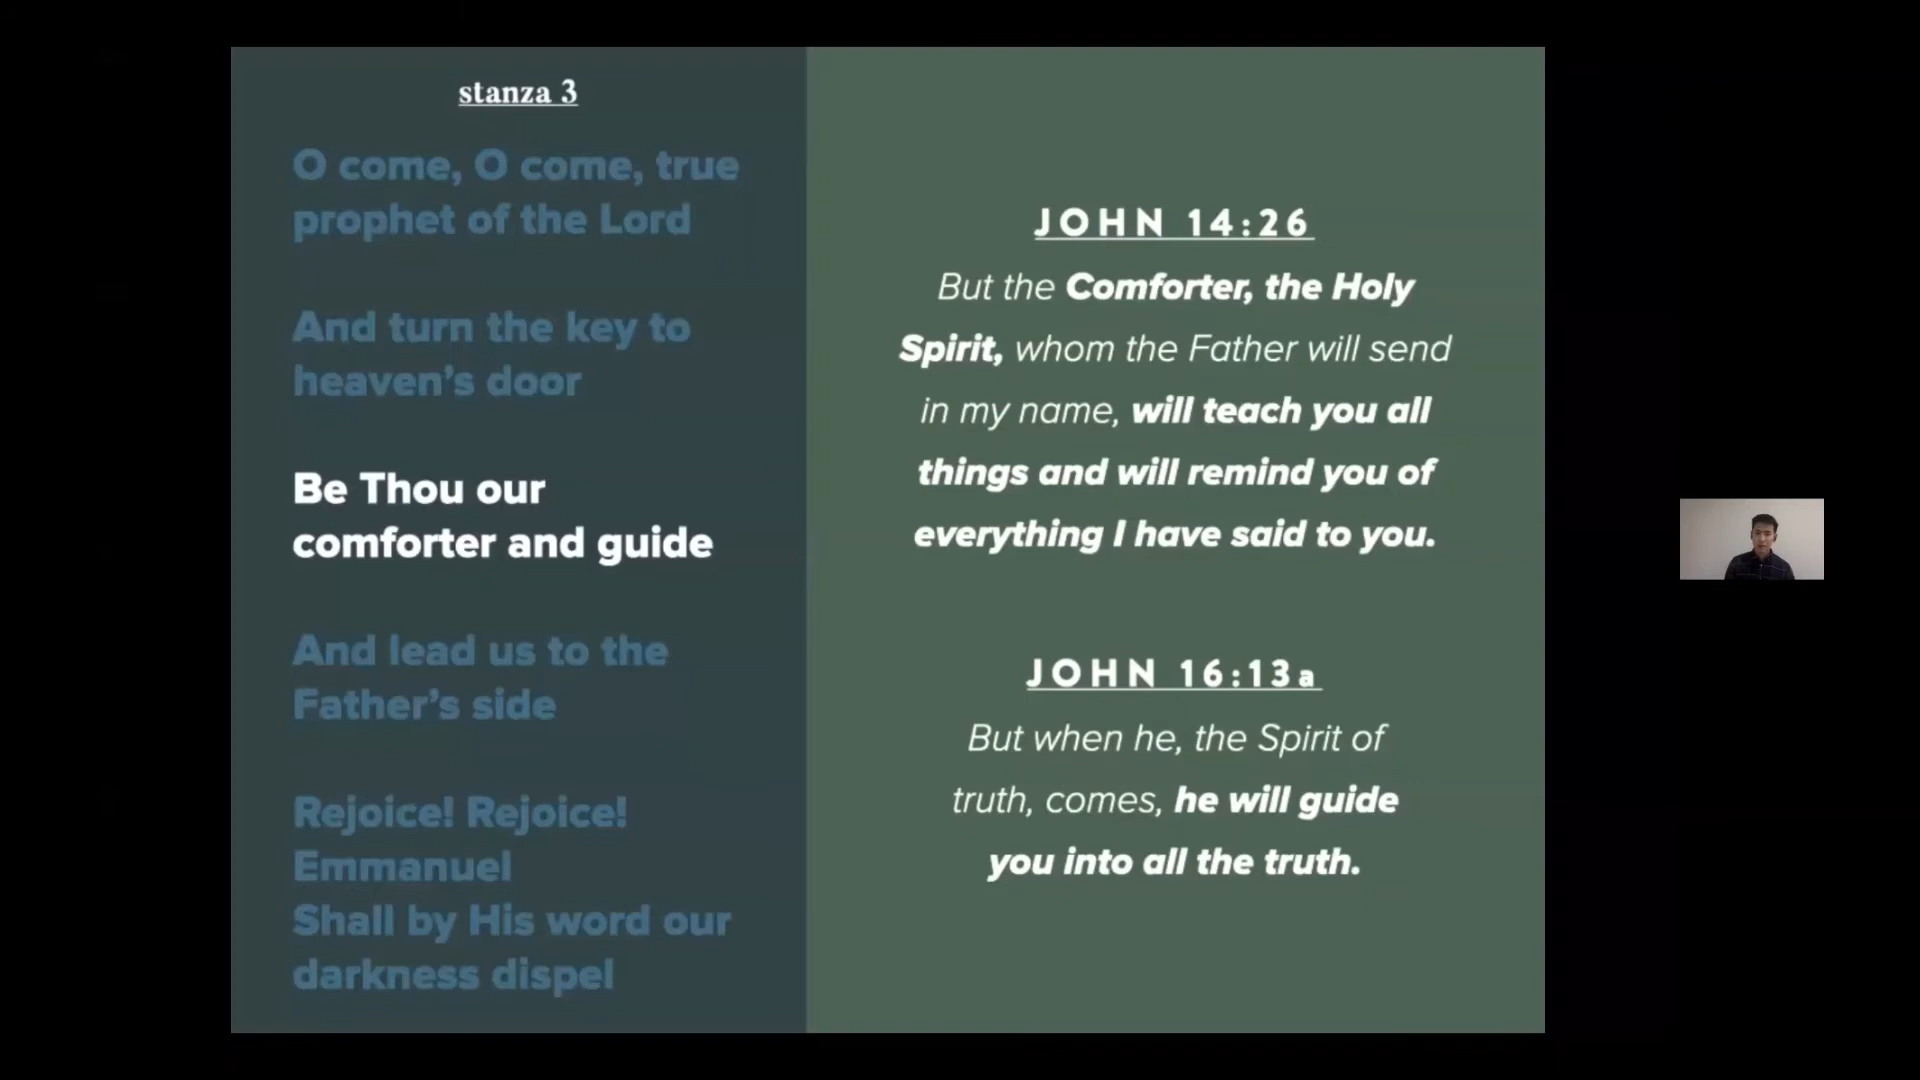 stanza 3
O come, O come, true
prophet of the Lord
And turn the key to
heaven's door
Be Thou our
comforter and guide
And lead us to the
Father's side
Rejoice! Rejoice!
Emmanuel
Shall by His word our
darkness dispel
JOHN 14:26
But the Comforter, the Holy
Spirit, whom the Father will send
in my name, will teach you all
things and will remind you of
everything I have said to you.
JOHN 16:13a
But when he, the Spirit of
truth, comes, he will guide
you into all the truth.